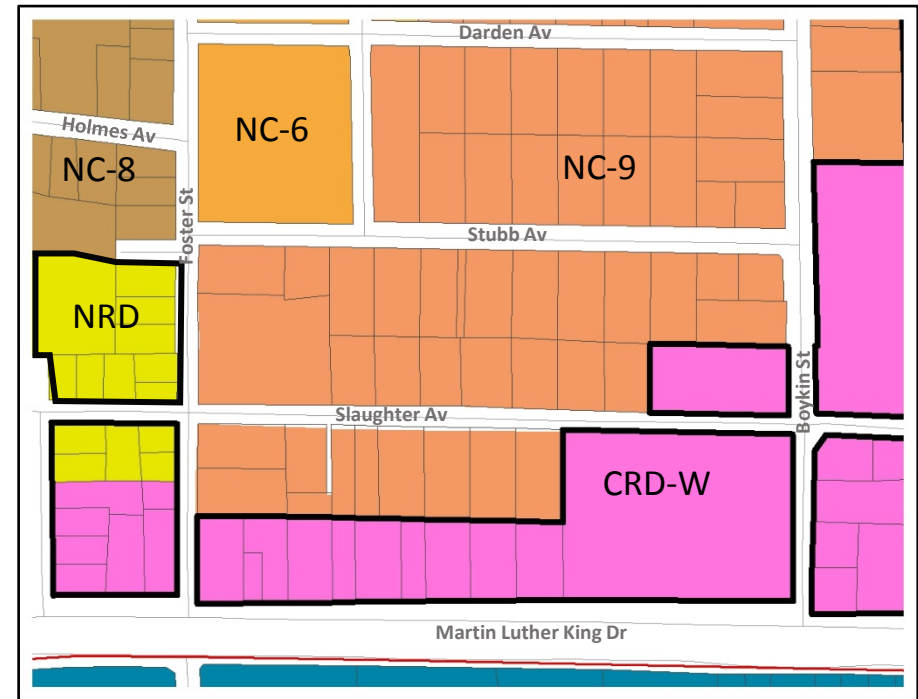 Darden Av
Holmes Av
NC-6
NC-8
NC-9
Foster St
Stubb Av
NRD
Boykin St
Slaughter Av
CRD-W
Martin Luther King Dr